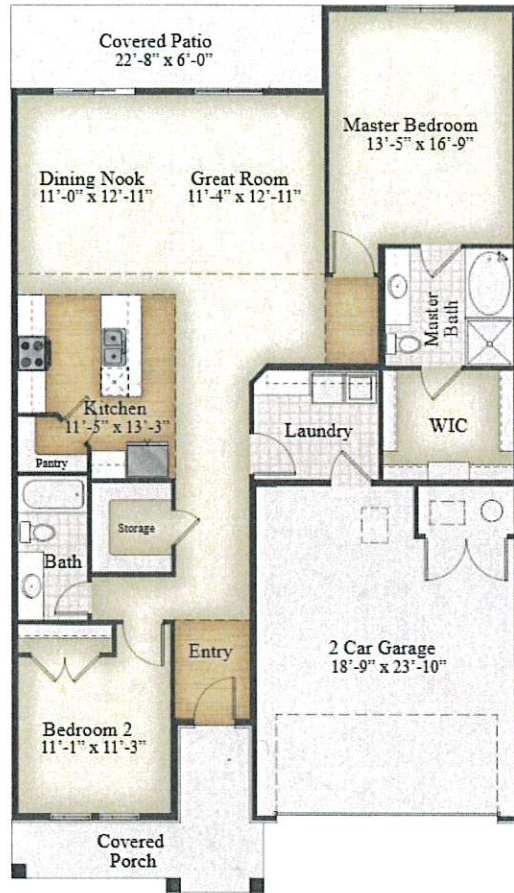 Covered Patio
22'-8" x 6'-0"
Master Bedroom
13'-5" x 16'-9"
Dining Nook
11'-0" x 12'-11"
Great Room
11'-4" x 12'-11"
Master
Bath
Kitchen
11'-5" x 13'-3"
Laundry
WIC
Pantry
Storage
Bath
Entry
2 Car Garage
18'-9" x 23'-10"
Bedroom 2
11'-1" x 11'-3"
Covered
Porch